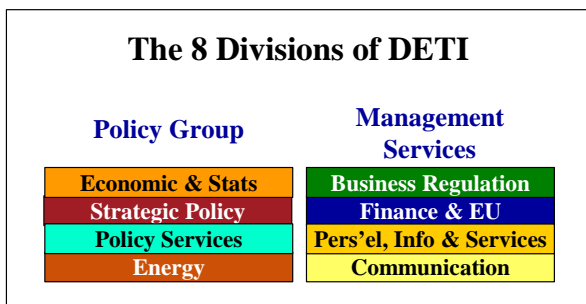 The 8 Divisions of DETI
Policy Group
Economic & Stats
Strategic Policy
Policy Services
Energy
Management
Services
Business Regulation
Finance & EU
Pers'el, Info & Services
Communication